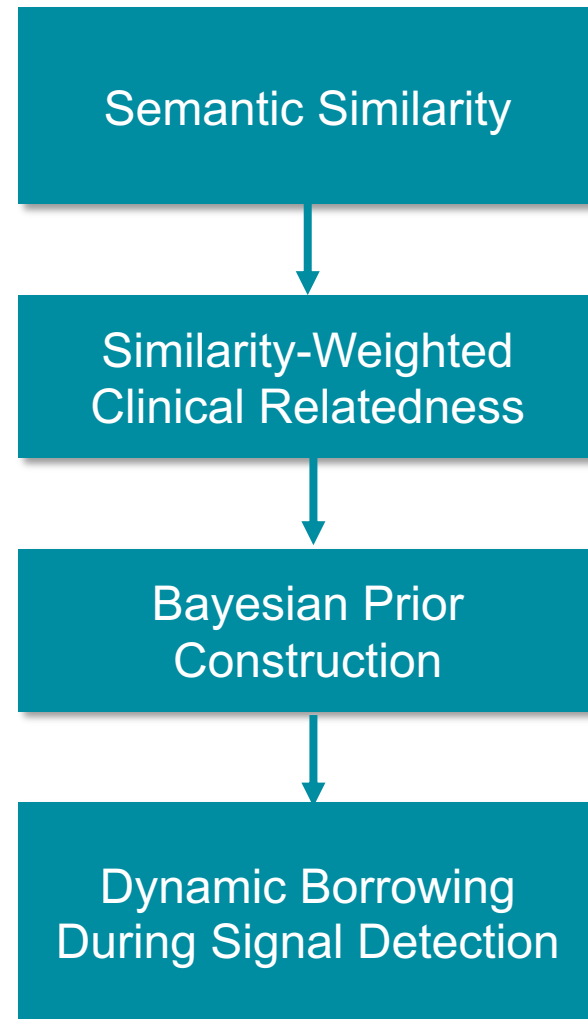 Semantic Similarity
Similarity-Weighted
Clinical Relatedness
Bayesian Prior
Construction
Dynamic Borrowing
During Signal Detection